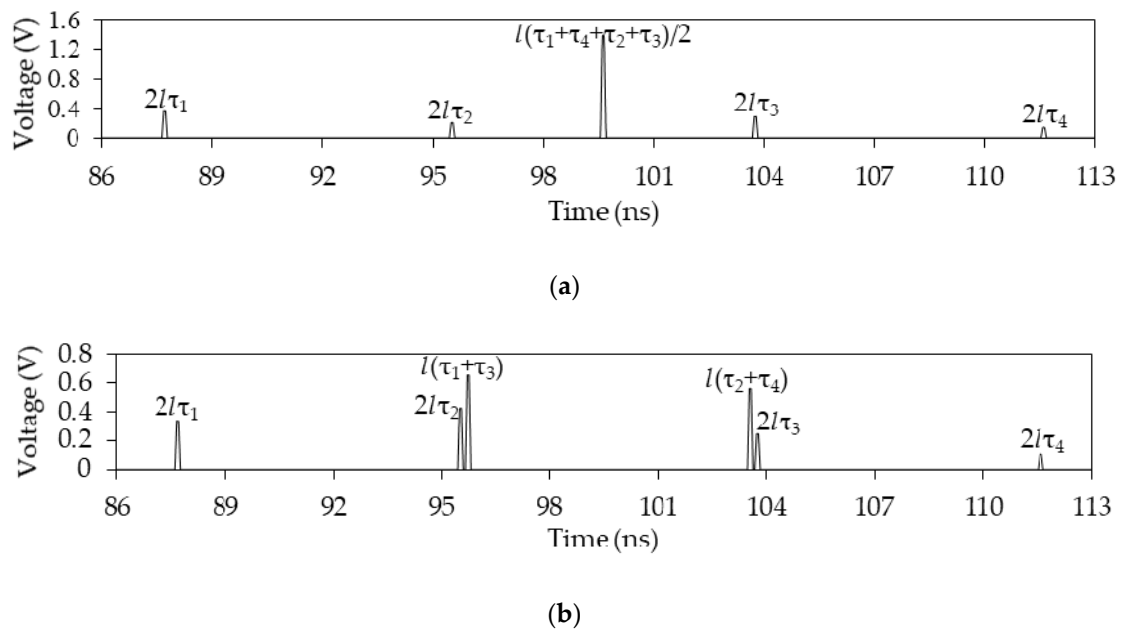 Voltage (V)
1.6
1.2
0.8
0.4
0
l(τ₁+τ₄+τ₂+τ₃)/2
2lτ₁
2lτ₂
2lτ₃
2lτ₄
86 89 92 95 98 101 104 107 110 113
Time (ns)
(a)
Voltage (V)
0.8
0.6
0.4
0.2
0
l(τ₁+τ₃)
l(τ₂+τ₄)
2lτ₁
2lτ₂
2lτ₃
2lτ₄
86 89 92 95 98 101 104 107 110 113
Time (ns)
(b)